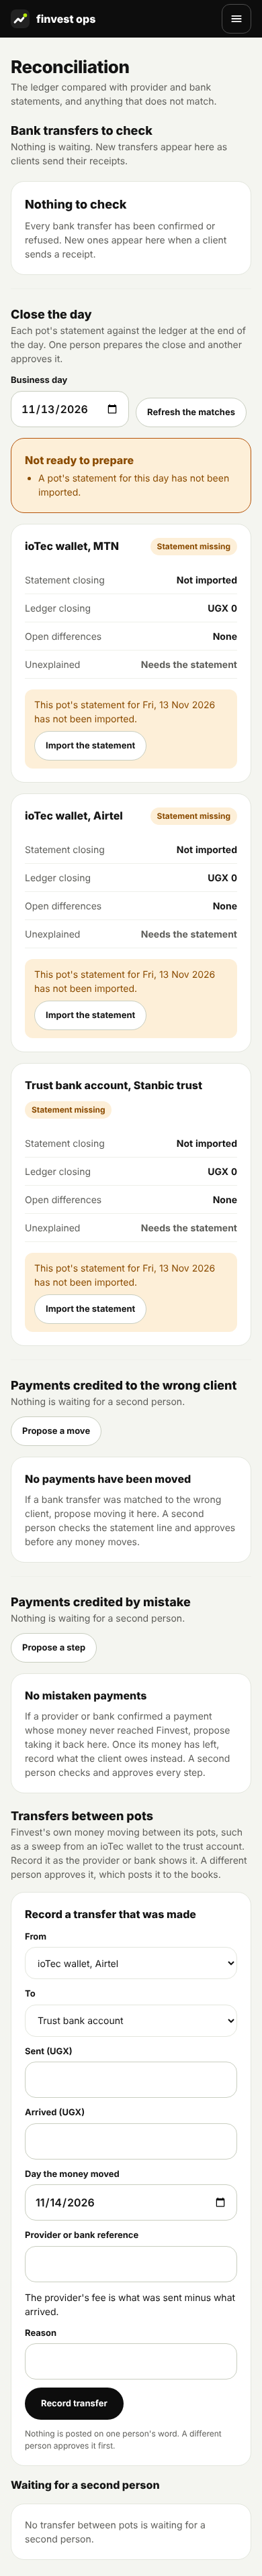 finvest ops
Reconciliation
The ledger compared with provider and bank
statements, and anything that does not match.
Bank transfers to check
Nothing is waiting. New transfers appear here as
clients send their receipts.
Nothing to check
Every bank transfer has been confirmed or
refused. New ones appear here when a client
sends a receipt.
Close the day
Each pot's statement against the ledger at the end of
the day. One person prepares the close and another
approves it.
Business day
11/13/2026
Refresh the matches
Not ready to prepare
• A pot's statement for this day has not been
imported.
ioTec wallet, MTN
Statement missing
Statement closing Not imported
Ledger closing UGX 0
Open differences None
Unexplained Needs the statement
This pot's statement for Fri, 13 Nov 2026
has not been imported.
Import the statement
ioTec wallet, Airtel
Statement missing
Statement closing Not imported
Ledger closing UGX 0
Open differences None
Unexplained Needs the statement
This pot's statement for Fri, 13 Nov 2026
has not been imported.
Import the statement
Trust bank account, Stanbic trust
Statement missing
Statement closing Not imported
Ledger closing UGX 0
Open differences None
Unexplained Needs the statement
This pot's statement for Fri, 13 Nov 2026
has not been imported.
Import the statement
Payments credited to the wrong client
Nothing is waiting for a second person.
Propose a move
No payments have been moved
If a bank transfer was matched to the wrong
client, propose moving it here. A second
person checks the statement line and approves
before any money moves.
Payments credited by mistake
Nothing is waiting for a second person.
Propose a step
No mistaken payments
If a provider or bank confirmed a payment
whose money never reached Finvest, propose
taking it back here. Once its money has left,
record what the client owes instead. A second
person checks and approves every step.
Transfers between pots
Finvest's own money moving between its pots, such
as a sweep from an ioTec wallet to the trust account.
Record it as the provider or bank shows it. A different
person approves it, which posts it to the books.
Record a transfer that was made
From
ioTec wallet, Airtel
To
Trust bank account
Sent (UGX)
Arrived (UGX)
Day the money moved
11/14/2026
Provider or bank reference
The provider's fee is what was sent minus what
arrived.
Reason
Record transfer
Nothing is posted on one person's word. A different
person approves it first.
Waiting for a second person
No transfer between pots is waiting for a
second person.